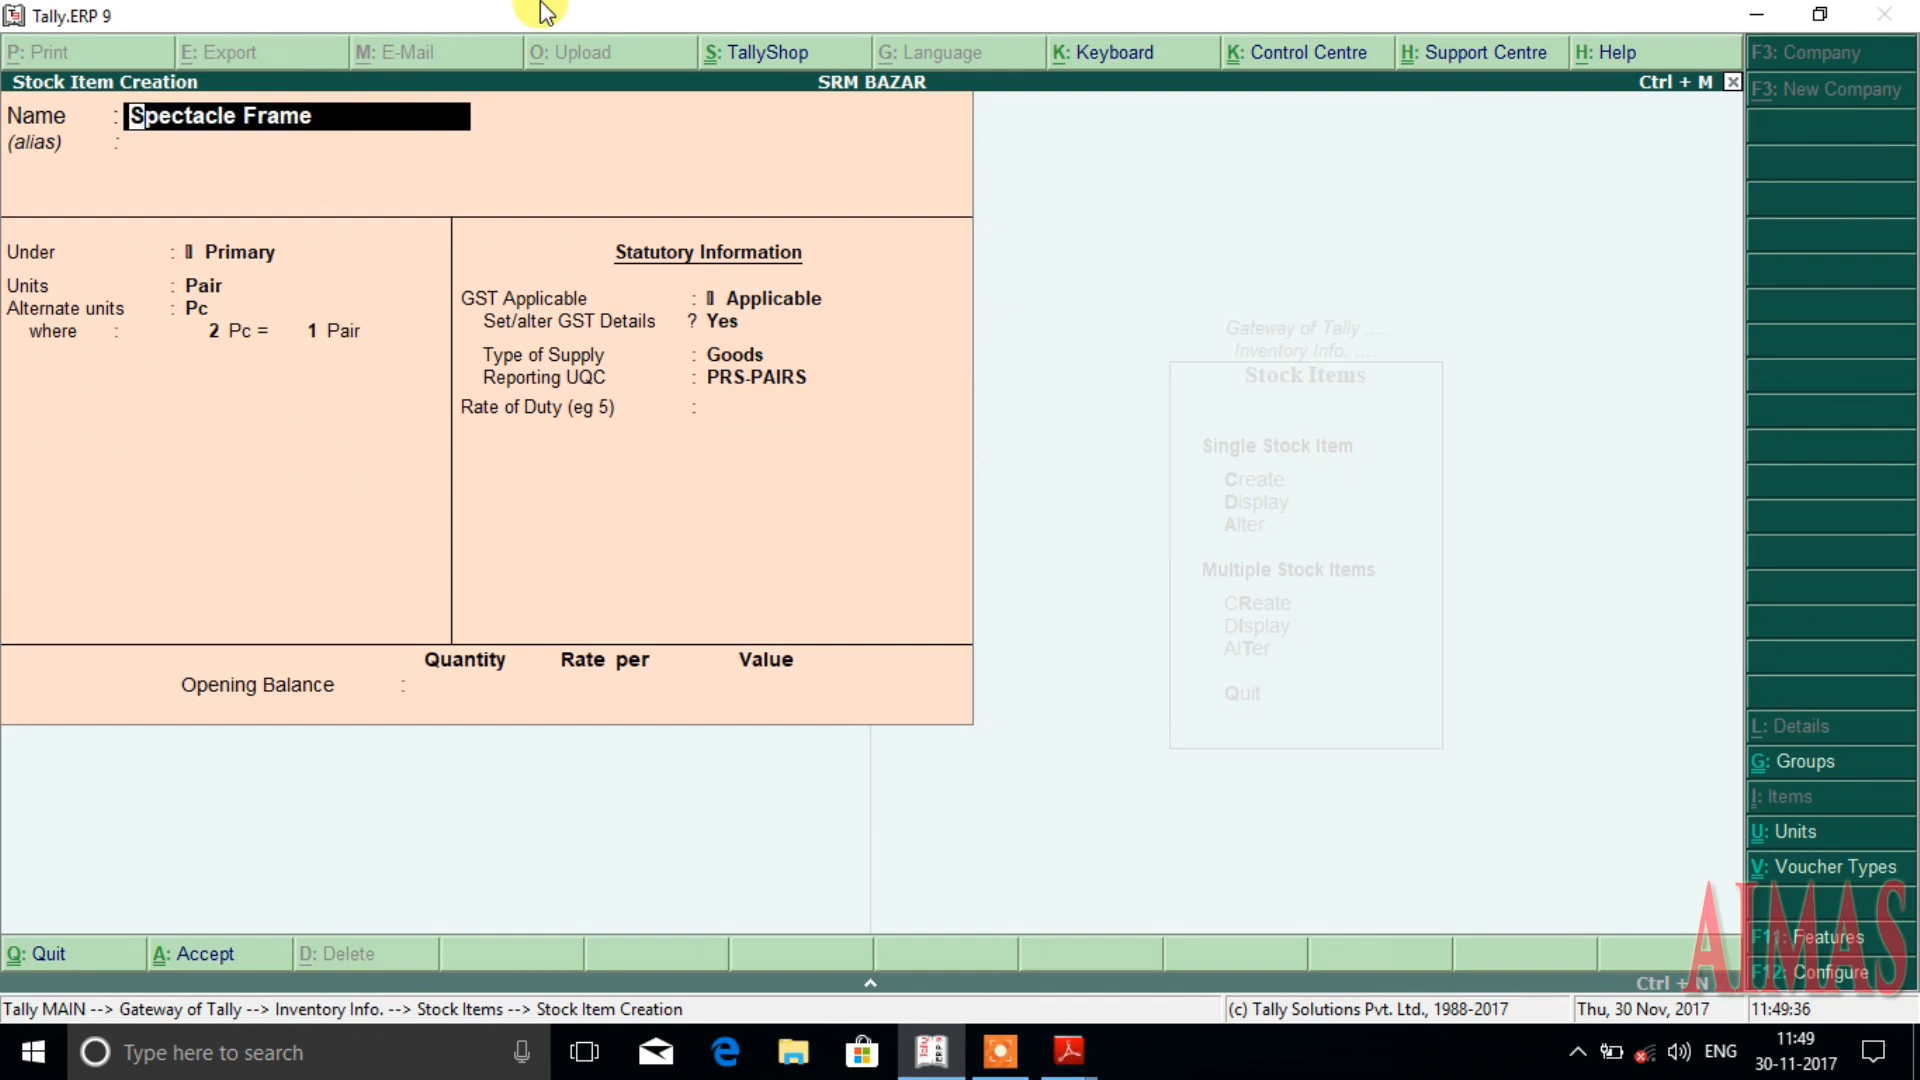 Tally.ERP 9
P: Print
E: Export
M: E-Mail
O: Upload
S: TallyShop
G: Language
K: Keyboard
K: Control Centre
H: Support Centre
H: Help
F3: Company
Stock Item Creation
SRM BAZAR
Ctrl + M
F3: New Company
Name : Spectacle Frame
(alias) :
Under : Primary
Units : Pair
Alternate units : Pc
where : 2 Pc = 1 Pair
Statutory Information
GST Applicable : Applicable
Set/alter GST Details ? Yes
Type of Supply : Goods
Reporting UQC : PRS-PAIRS
Rate of Duty (eg 5) :
Quantity Rate per Value
Opening Balance :
Gateway of Tally ....
Inventory Info. ....
Stock Items
Single Stock Item
Create
Display
Alter
Multiple Stock Items
CReate
DIsplay
AlTer
Quit
L: Details
G: Groups
I: Items
U: Units
V: Voucher Types
F11: Features
F12: Configure
AIMAS
Q: Quit
A: Accept
D: Delete
Ctrl + N
Tally MAIN --> Gateway of Tally --> Inventory Info. --> Stock Items --> Stock Item Creation
(c) Tally Solutions Pvt. Ltd., 1988-2017
Thu, 30 Nov, 2017
11:49:36
Type here to search
Tally ERP 9
ENG
11:49
30-11-2017